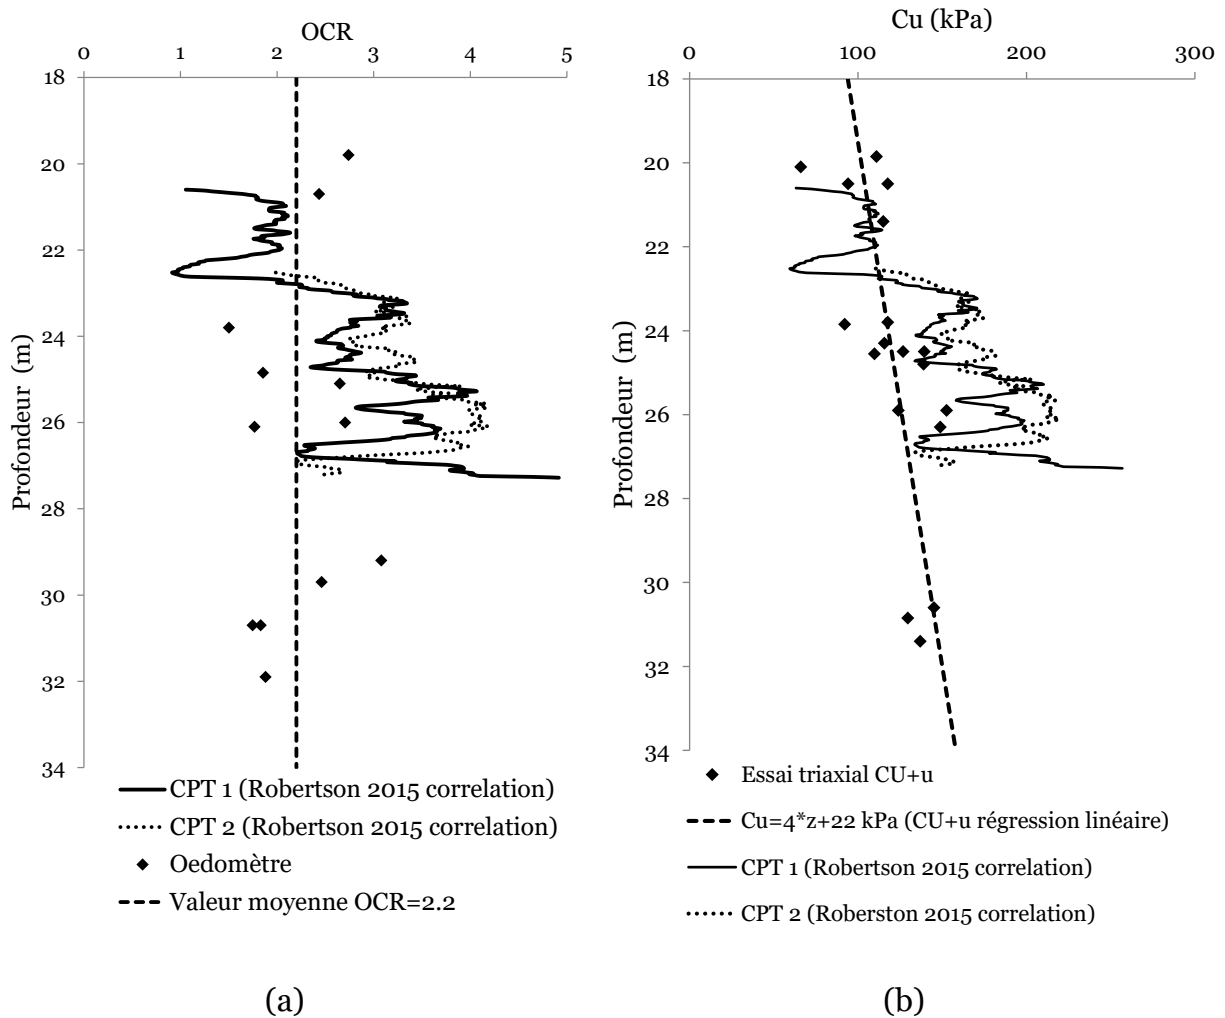 OCR
0 1 2 3 4 5
18
20
22
24
26
28
30
32
34
Profondeur (m)
CPT 1 (Robertson 2015 correlation)
CPT 2 (Robertson 2015 correlation)
Oedomètre
Valeur moyenne OCR=2.2
(a)
Cu (kPa)
0 100 200 300
18
20
22
24
26
28
30
32
34
Profondeur (m)
Essai triaxial CU+u
Cu=4*z+22 kPa (CU+u régression linéaire)
CPT 1 (Robertson 2015 correlation)
CPT 2 (Roberston 2015 correlation)
(b)